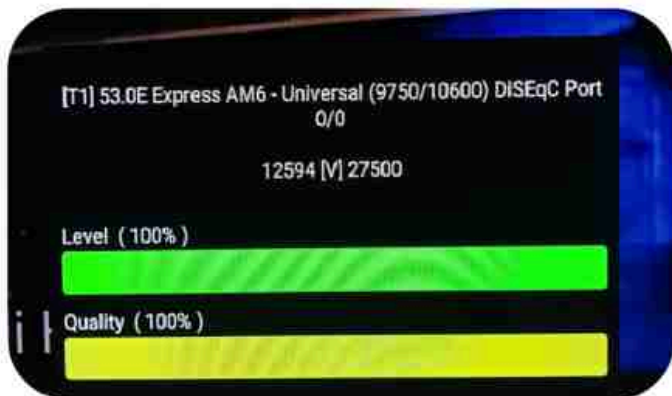 [T1] 53.0E Express AM6 - Universal (9750/10600) DISEqC Port
0/0
12594 [V] 27500
Level ( 100% )
Quality ( 100% )